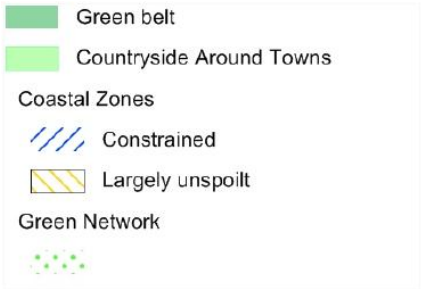 Green belt
Countryside Around Towns
Coastal Zones
Constrained
Largely unspoilt
Green Network